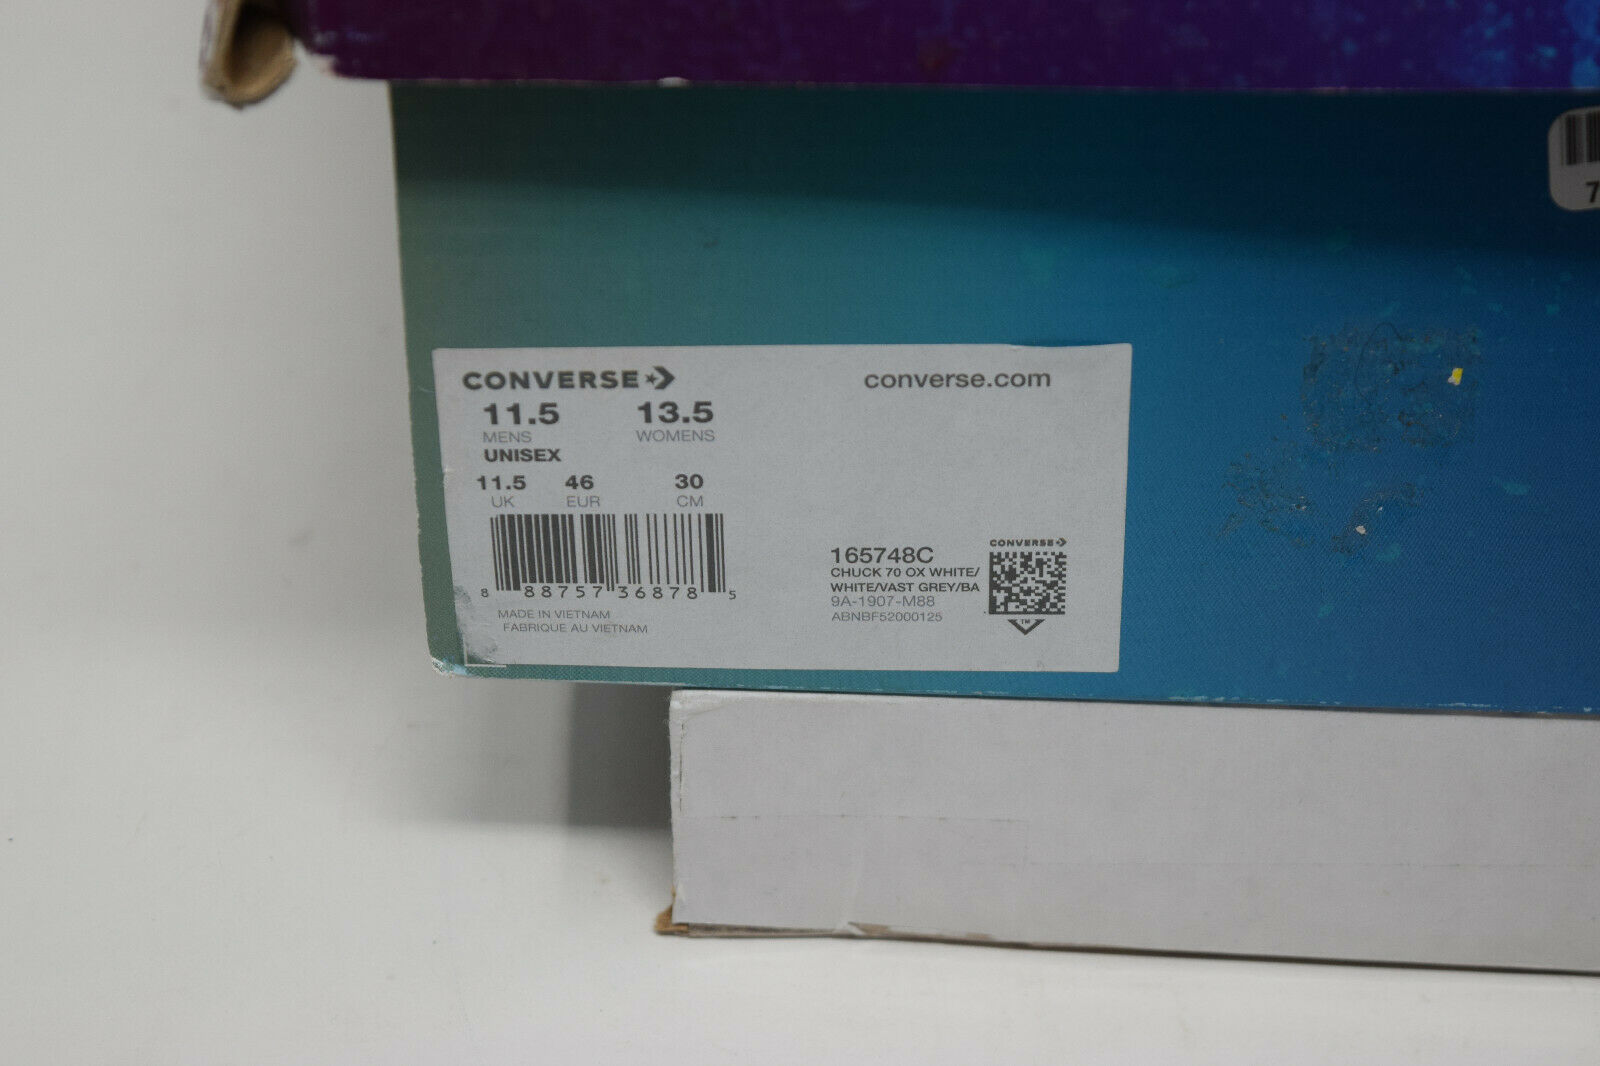 CONVERSE
converse.com
11.5 13.5
MENS WOMENS
UNISEX
11.5 46 30
UK EUR CM
8 88757 36878 5
MADE IN VIETNAM
FABRIQUE AU VIETNAM
165748C
CHUCK 70 OX WHITE/
WHITE/VAST GREY/BA
9A-1907-M88
ABNBF52000125
CONVERSE
TM
7